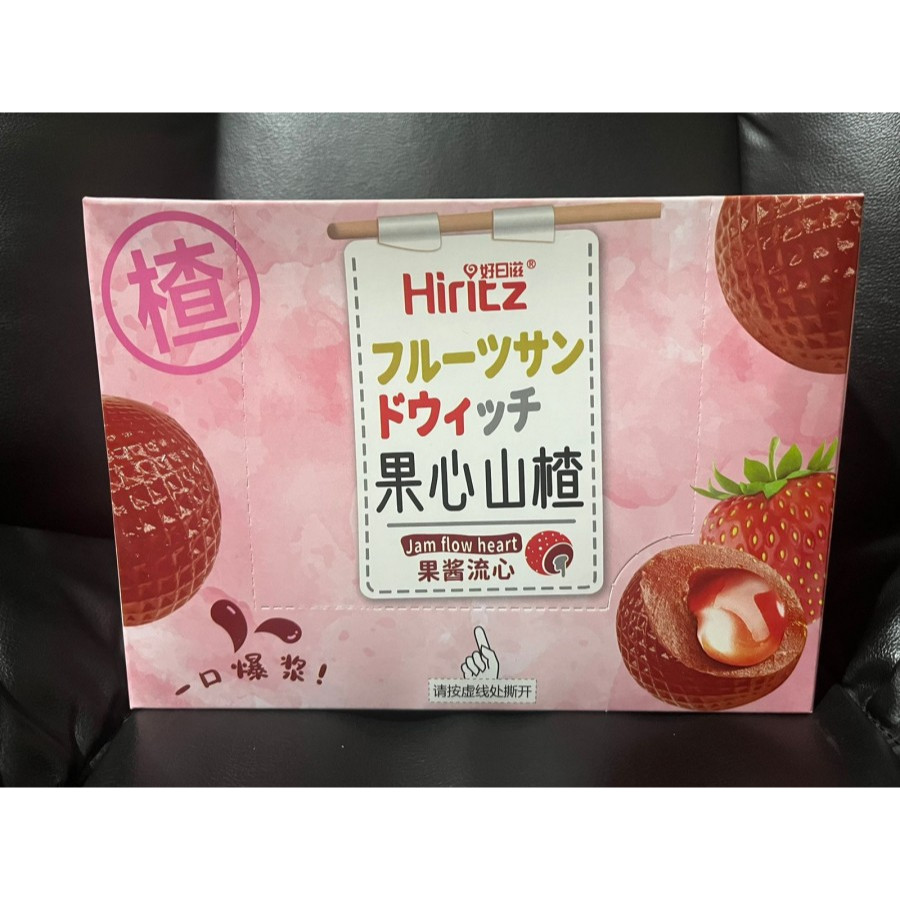 楂
好日滋®
Hiritz
フルーツサン
ドウィッチ
果心山楂
Jam flow heart
果酱流心
一口爆浆!
请按虚线处撕开